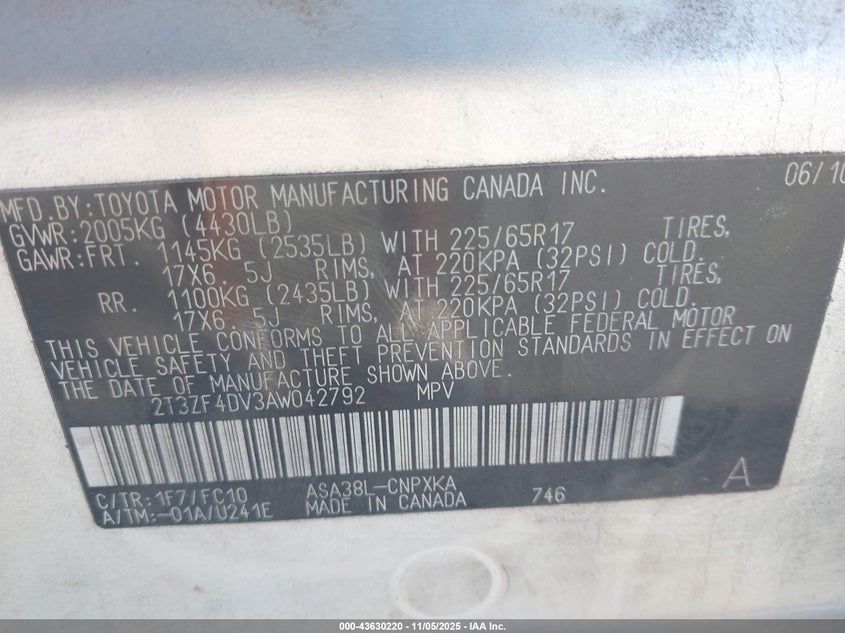 MFD.BY:TOYOTA MOTOR MANUFACTURING CANADA INC. 06/10
GVWR:2005KG (4430LB)
GAWR:FRT. 1145KG (2535LB) WITH 225/65R17 TIRES,
17X6. 5J RIMS, AT 220KPA (32PSI) COLD.
RR. 1100KG (2435LB) WITH 225/65R17 TIRES,
17X6. 5J RIMS, AT 220KPA (32PSI) COLD.
THIS VEHICLE CONFORMS TO ALL APPLICABLE FEDERAL MOTOR
VEHICLE SAFETY AND THEFT PREVENTION STANDARDS IN EFFECT ON
THE DATE OF MANUFACTURE SHOWN ABOVE.
2T3ZF4DV3AW042792 MPV
C/TR:1F7/FC10 ASA38L-CNPXKA A
A/TM:-01A/U241E MADE IN CANADA 746
000-43630220 - 11/05/2025 - IAA Inc.